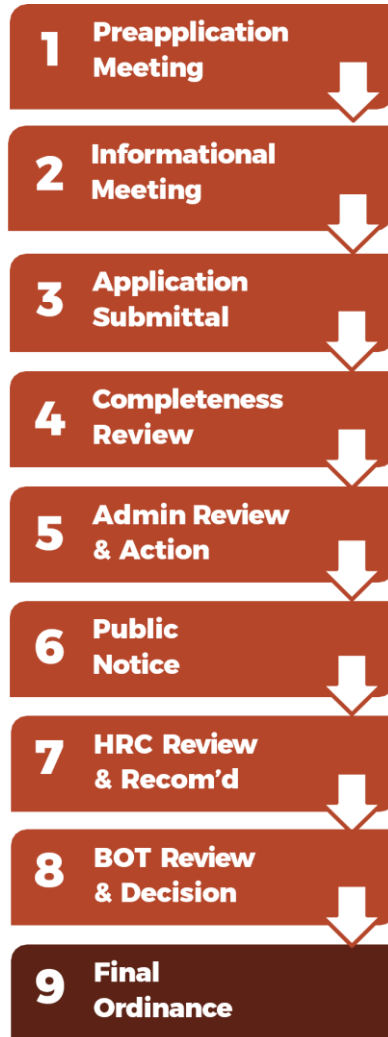 1 Preapplication
Meeting
2 Informational
Meeting
3 Application
Submittal
4 Completeness
Review
5 Admin Review
& Action
6 Public
Notice
7 HRC Review
& Recom’d
8 BOT Review
& Decision
9 Final
Ordinance